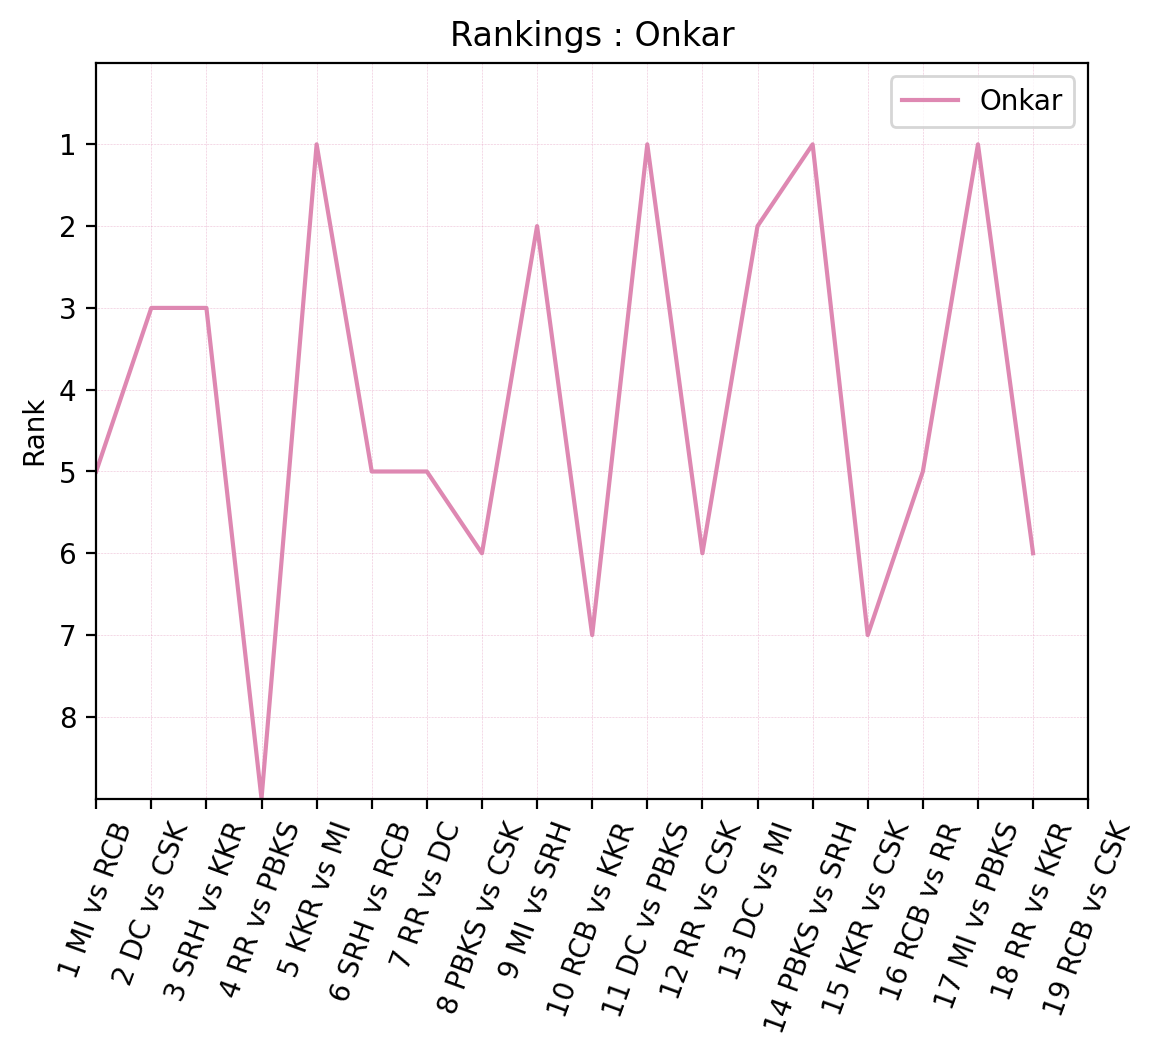 Rankings : Onkar
Onkar
Rank
1
2
3
4
5
6
7
8
1 MI vs RCB
2 DC vs CSK
3 SRH vs KKR
4 RR vs PBKS
5 KKR vs MI
6 SRH vs RCB
7 RR vs DC
8 PBKS vs CSK
9 MI vs SRH
10 RCB vs KKR
11 DC vs PBKS
12 RR vs CSK
13 DC vs MI
14 PBKS vs SRH
15 KKR vs CSK
16 RCB vs RR
17 MI vs PBKS
18 RR vs KKR
19 RCB vs CSK